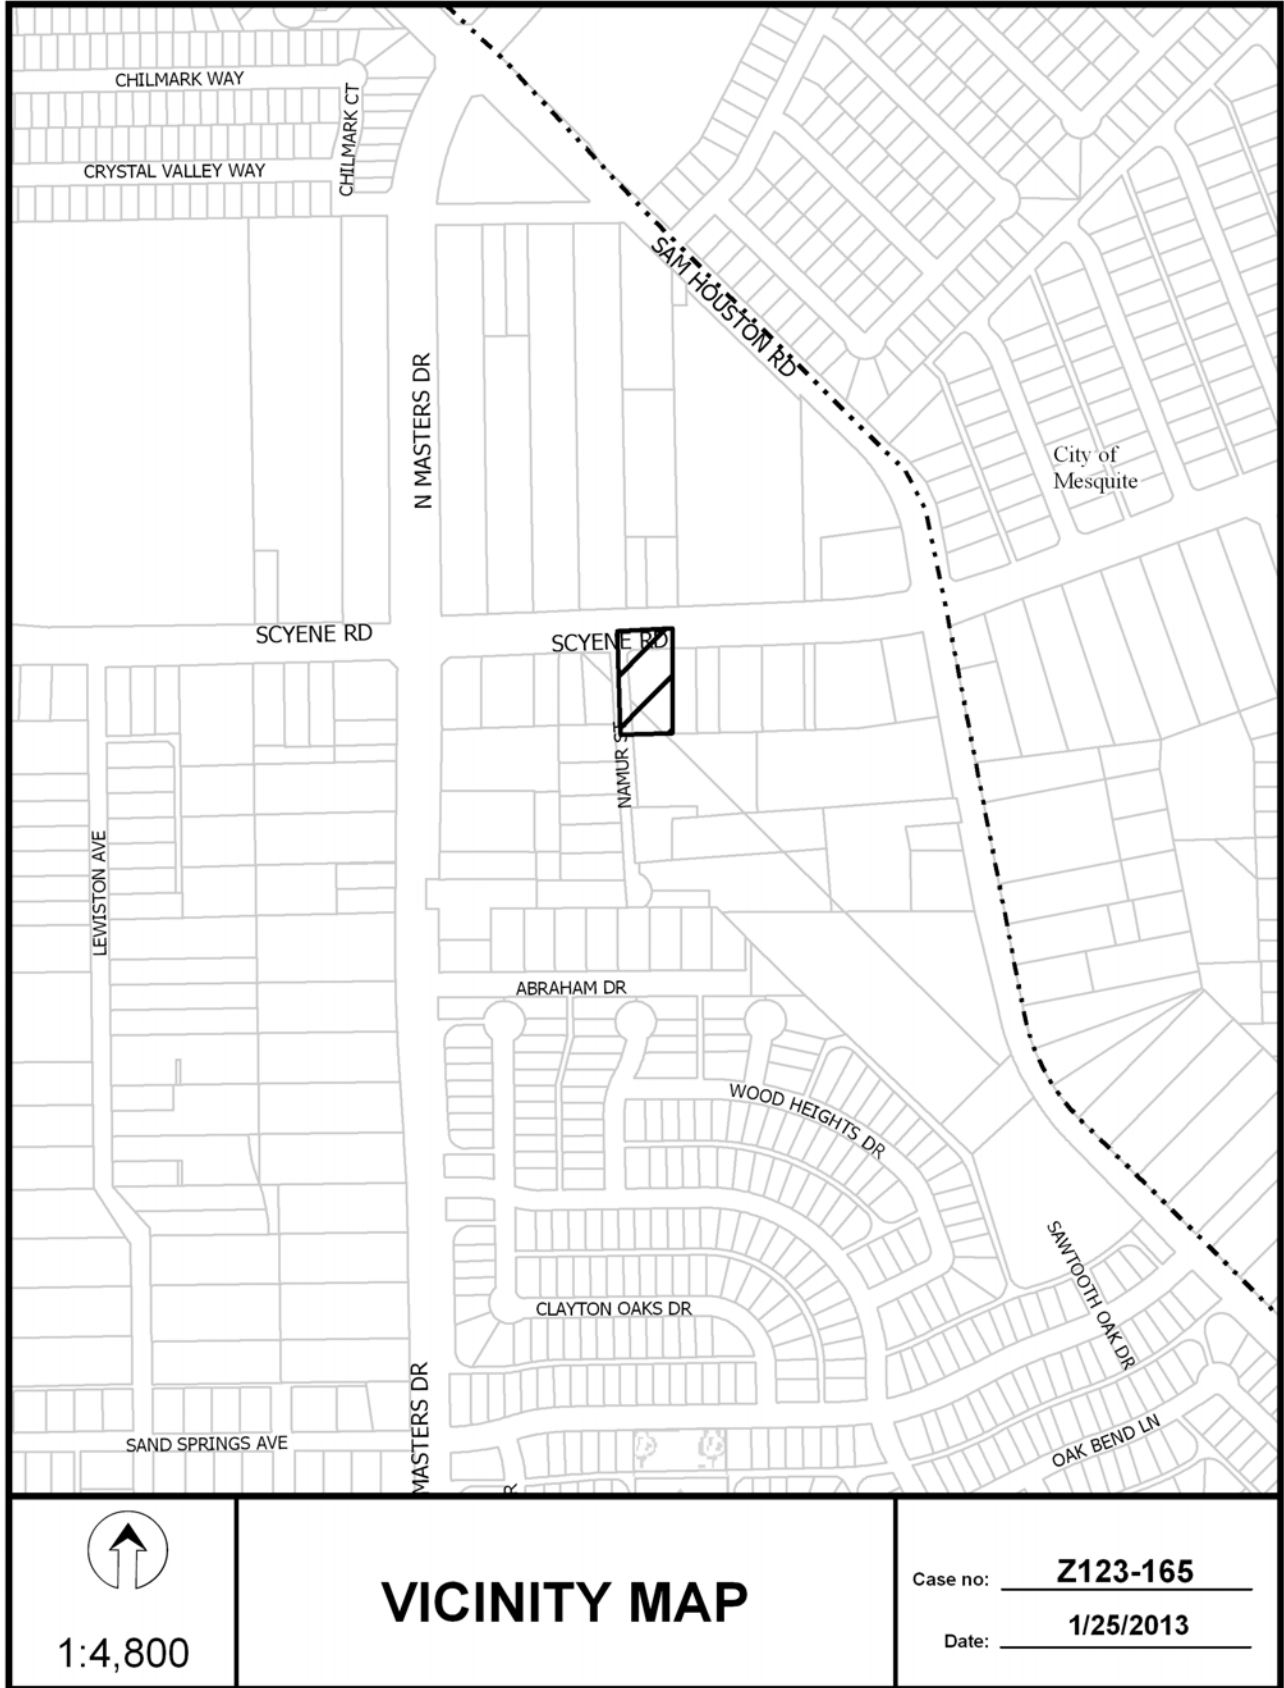 CHILMARK WAY
CHILMARK CT
CRYSTAL VALLEY WAY
SAM HOUSTON RD
N MASTERS DR
City of
Mesquite
SCYENE RD
SCYENE RD
NAMUR ST
LEWISTON AVE
ABRAHAM DR
WOOD HEIGHTS DR
SAWTOOTH OAK DR
CLAYTON OAKS DR
MASTERS DR
OAK BEND LN
SAND SPRINGS AVE
R
1:4,800
VICINITY MAP
Case no: Z123-165
Date: 1/25/2013